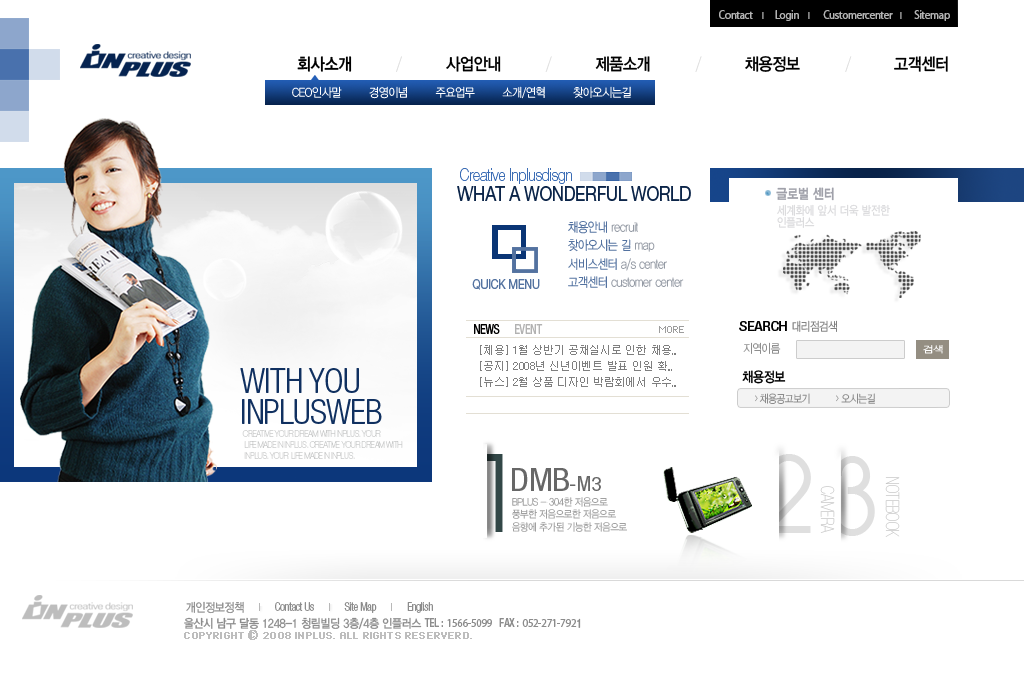 Contact | Login | Customercenter | Sitemap
creative design
INPLUS
회사소개 / 사업안내 / 제품소개 / 채용정보 / 고객센터
CEO인사말 경영이념 주요업무 소개/연혁 찾아오시는길
GREAT
WITH YOU
INPLUSWEB
CREATIVE YOUR DREAM WITH INPLUS. YOUR
LIFE MADE IN INPLUS. CREATIVE YOUR DREAM WITH
INPLUS. YOUR LIFE MADE IN INPLUS.
Creative Inplusdisgn
WHAT A WONDERFUL WORLD
QUICK MENU
채용안내 recruit
찾아오시는 길 map
서비스센터 a/s center
고객센터 customer center
NEWS EVENT MORE
[채용] 1월 상반기 공채실시로 인한 채용..
[공지] 2008년 신년이벤트 발표 인원 확..
[뉴스] 2월 상품 디자인 박람회에서 우수..
글로벌 센터
세계화에 앞서 더욱 발전한
인플러스
SEARCH 대리점검색
지역이름 검색
채용정보
> 채용공고보기 > 오시는길
1 DMB-M3
BPLUS - 304한 저음으로
풍부한 저음으로한 저음으로
음향에 추가된 기능한 저음으로
2 CAMERA
3 NOTEBOOK
creative design
INPLUS
개인정보정책 | Contact Us | Site Map | English
울산시 남구 달동 1248-1 청림빌딩 3층/4층 인플러스 TEL : 1566-5099 FAX : 052-271-7921
COPYRIGHT © 2008 INPLUS. ALL RIGHTS RESERVERD.